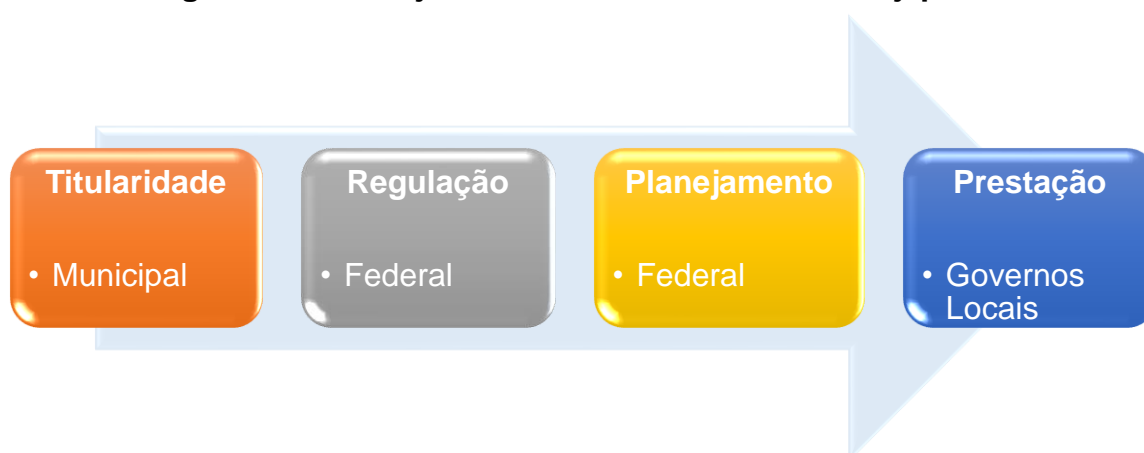 Titularidade
• Municipal
Regulação
• Federal
Planejamento
• Federal
Prestação
• Governos
Locais